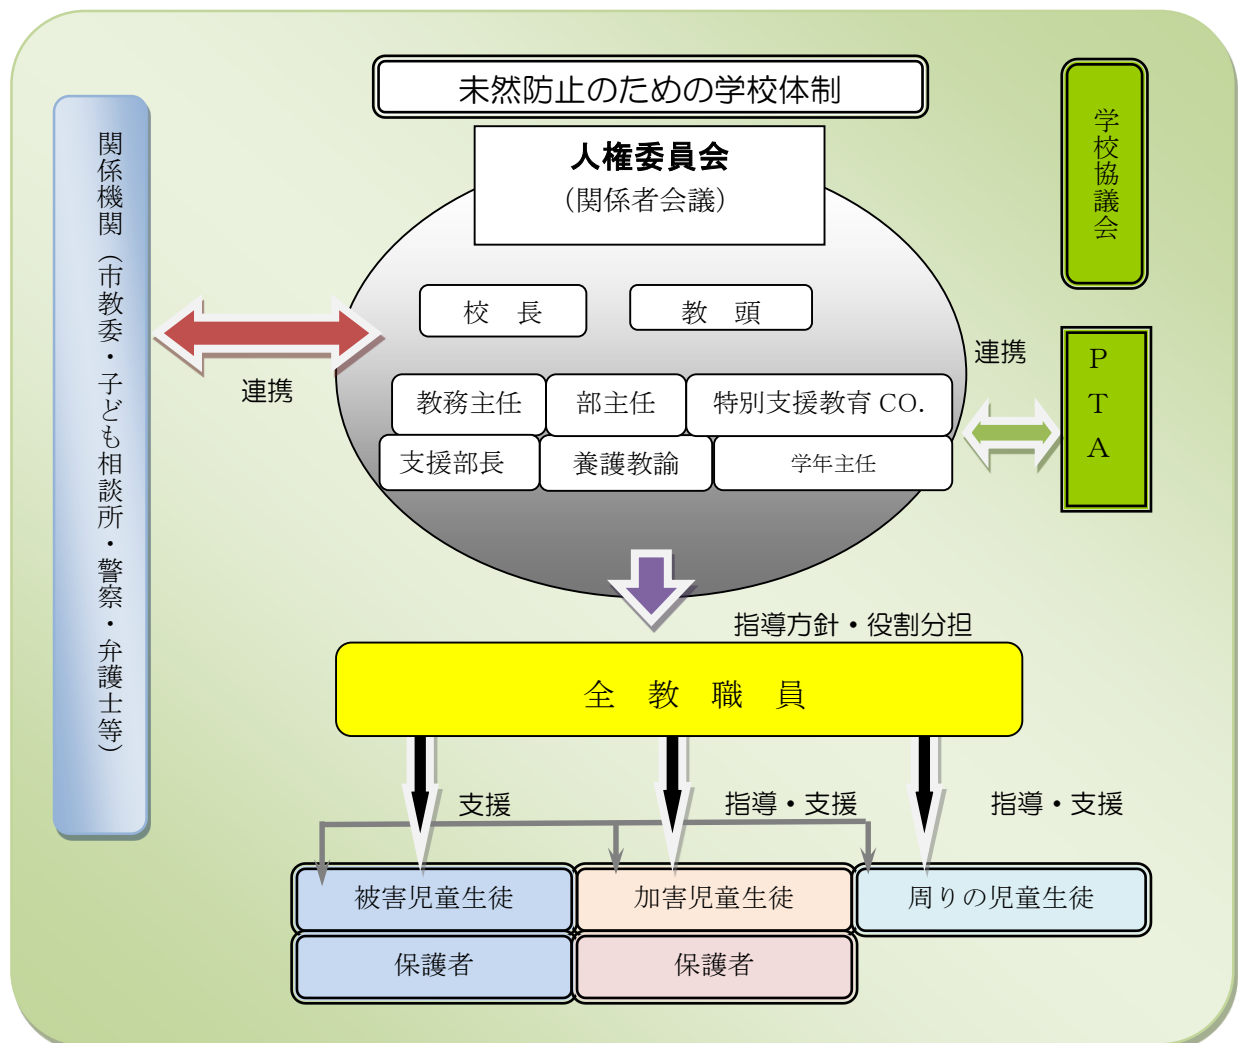 未然防止のための学校体制
人権委員会
(関係者会議)
関係機関(市教委・子ども相談所・警察・弁護士等)
学校協議会
校　長
教　頭
連携
連携
PTA
教務主任
部主任
特別支援教育 CO.
支援部長
養護教諭
学年主任
指導方針・役割分担
全　教　職　員
支援
指導・支援
指導・支援
被害児童生徒
加害児童生徒
周りの児童生徒
保護者
保護者